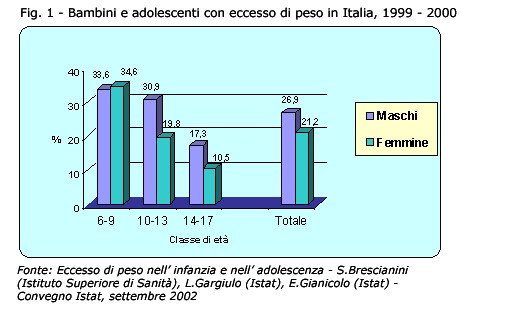 Fig. 1 - Bambini e adolescenti con eccesso di peso in Italia, 1999 - 2000
40
30
20
10
0
%
33,6
34,6
30,9
19,8
17,3
10,5
26,9
21,2
6-9
10-13
14-17
Totale
Classe di età
Maschi
Femmine
Fonte: Eccesso di peso nell' infanzia e nell' adolescenza - S.Brescianini
(Istituto Superiore di Sanità), L.Gargiulo (Istat), E.Gianicolo (Istat) -
Convegno Istat, settembre 2002